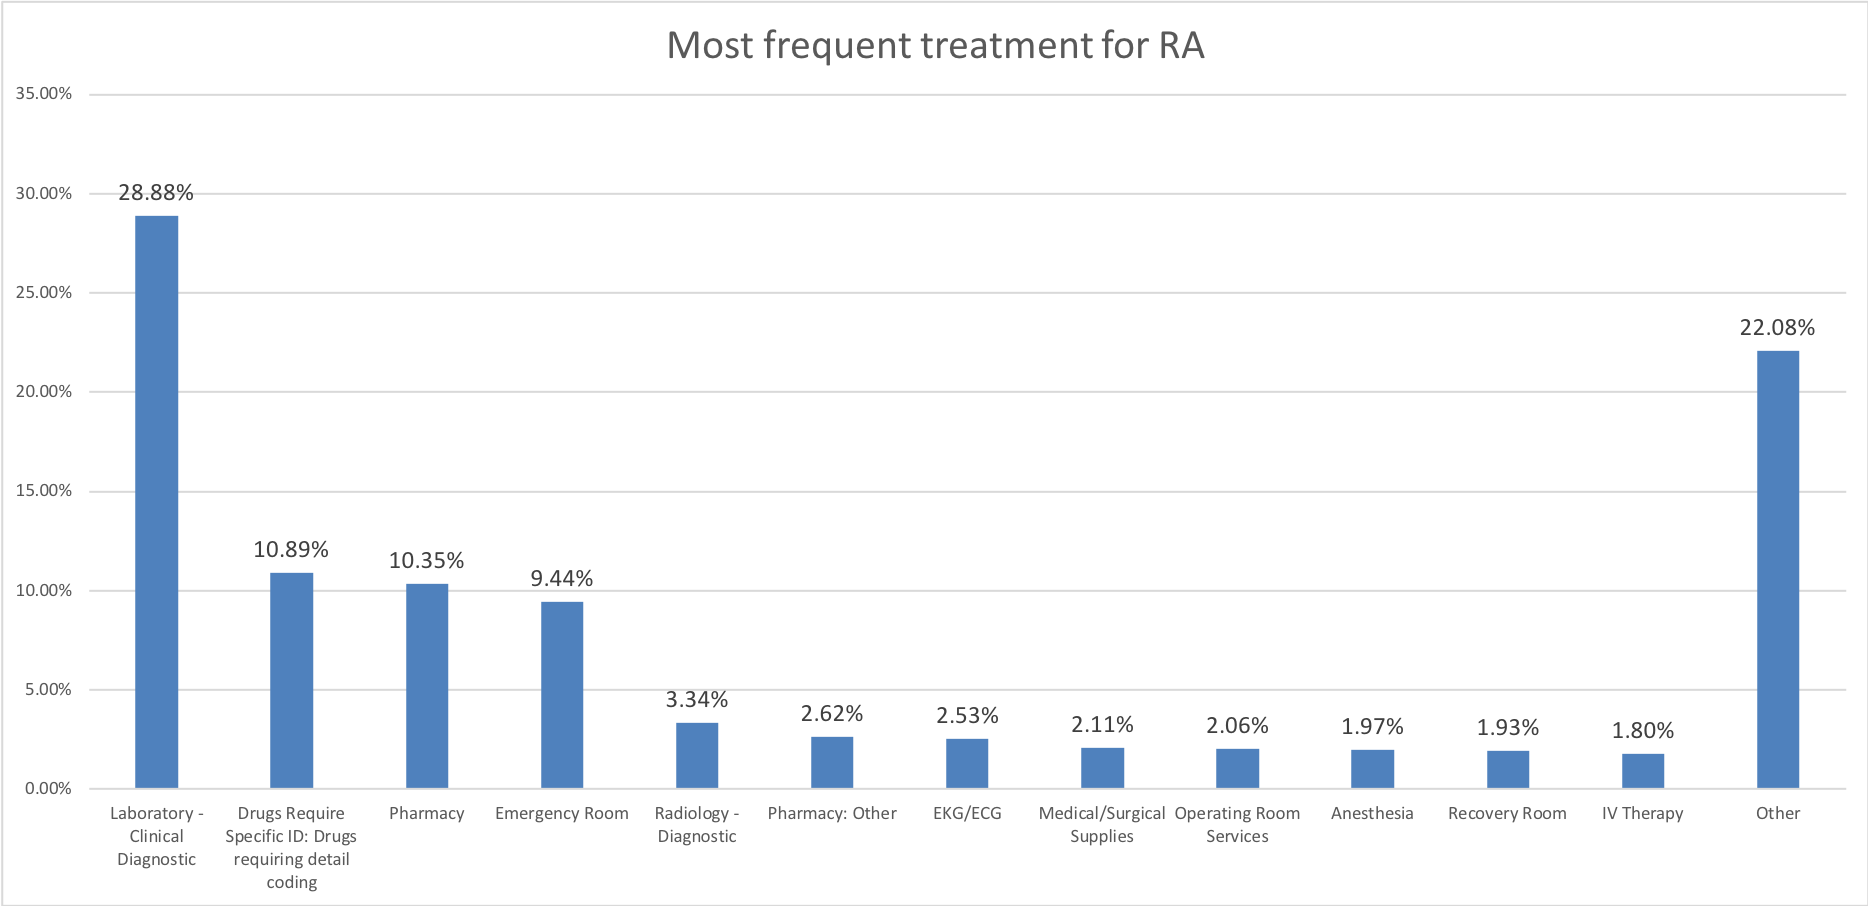 Most frequent treatment for RA
35.00%
30.00%
25.00%
20.00%
15.00%
10.00%
5.00%
0.00%
28.88%
10.89%
10.35%
9.44%
3.34%
2.62%
2.53%
2.11%
2.06%
1.97%
1.93%
1.80%
22.08%
Laboratory -
Clinical
Diagnostic
Drugs Require
Specific ID: Drugs
requiring detail
coding
Pharmacy
Emergency Room
Radiology -
Diagnostic
Pharmacy: Other
EKG/ECG
Medical/Surgical
Supplies
Operating Room
Services
Anesthesia
Recovery Room
IV Therapy
Other